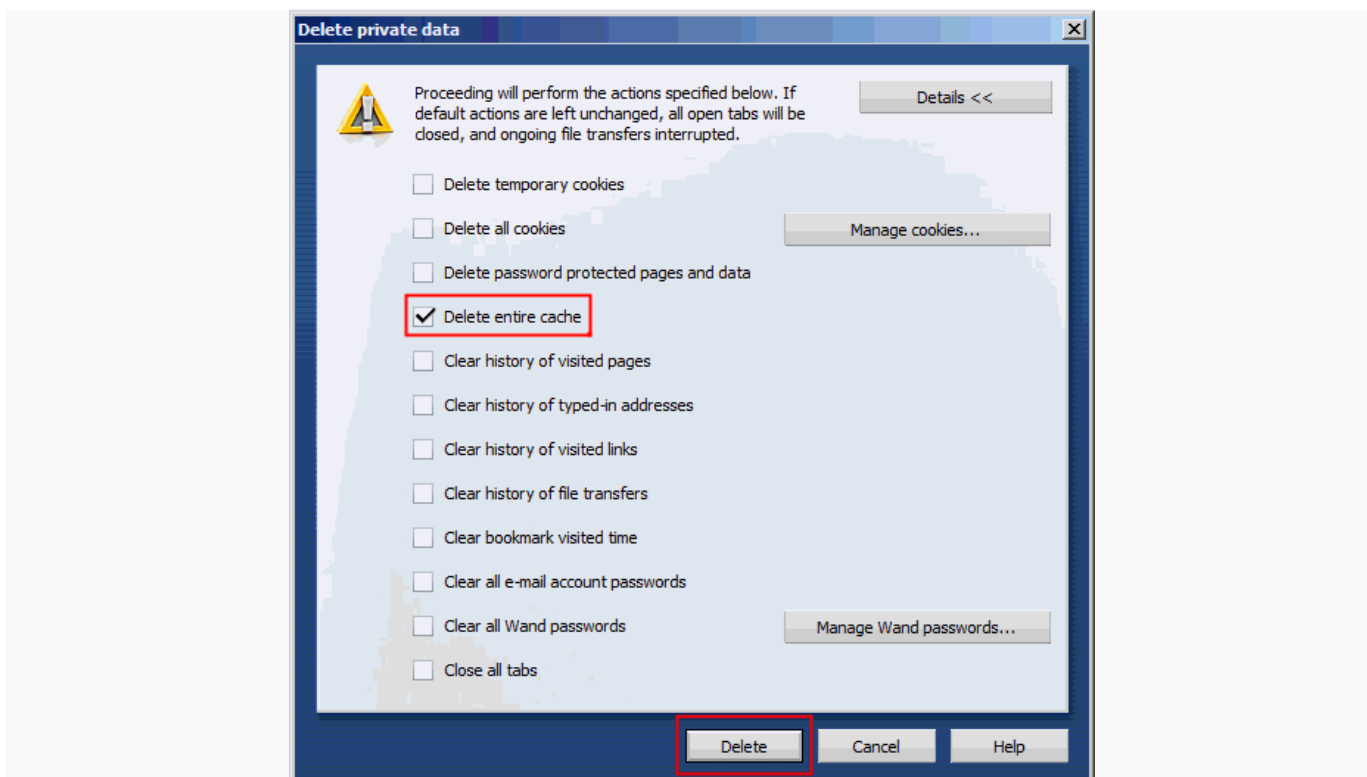 Delete private data
Proceeding will perform the actions specified below. If
default actions are left unchanged, all open tabs will be
closed, and ongoing file transfers interrupted.
Details <<
Delete temporary cookies
Delete all cookies
Manage cookies...
Delete password protected pages and data
Delete entire cache
Clear history of visited pages
Clear history of typed-in addresses
Clear history of visited links
Clear history of file transfers
Clear bookmark visited time
Clear all e-mail account passwords
Clear all Wand passwords
Manage Wand passwords...
Close all tabs
Delete
Cancel
Help